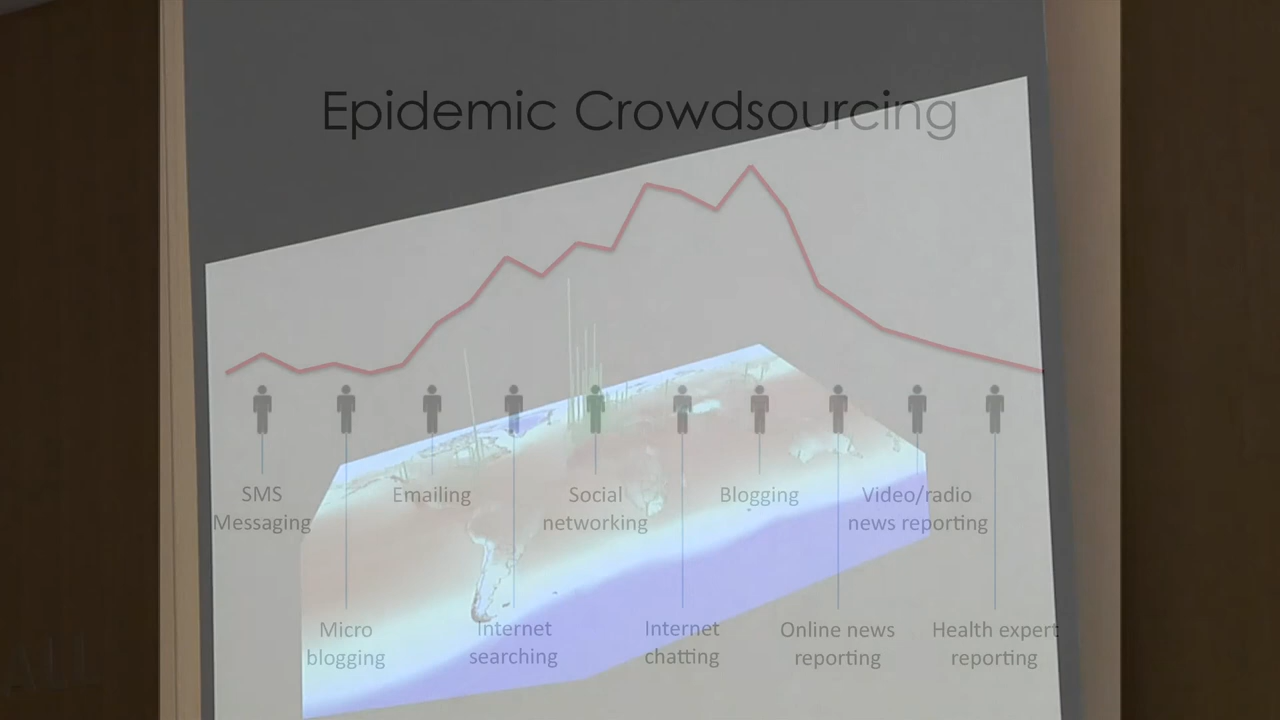 Epidemic Crowdsourcing
SMS
Messaging
Emailing
Social
networking
Blogging
Video/radio
news reporting
Micro
blogging
Internet
searching
Internet
chatting
Online news
reporting
Health expert
reporting
ALL